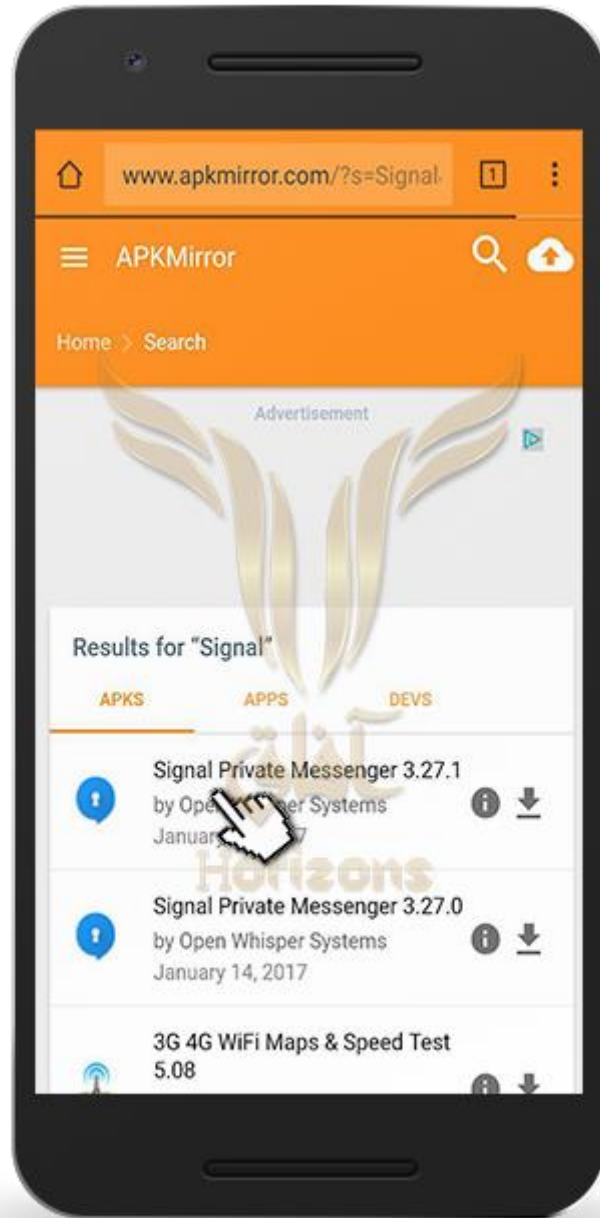 www.apkmirror.com/?s=Signal
1
APKMirror
Home > Search
Advertisement
Results for “Signal”
APKS APPS DEVS
Signal Private Messenger 3.27.1
by Open Whisper Systems
آفاق
Horizons
Signal Private Messenger 3.27.0
by Open Whisper Systems
January 14, 2017
3G 4G WiFi Maps & Speed Test
5.08